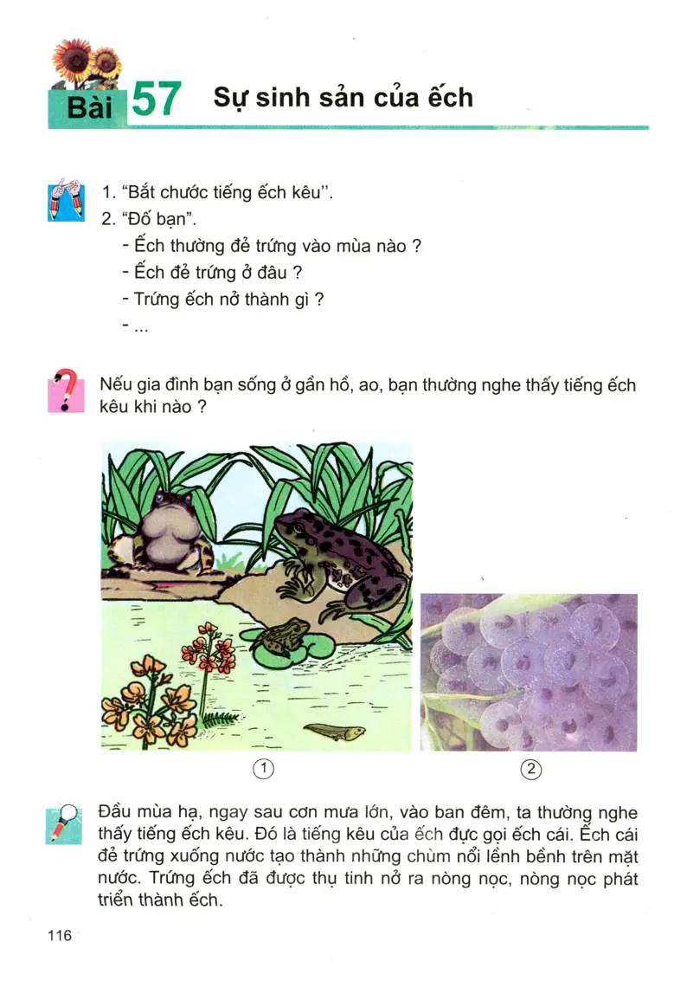 Bài 57 Sự sinh sản của ếch
1. “Bắt chước tiếng ếch kêu”.
2. “Đố bạn”.
- Ếch thường đẻ trứng vào mùa nào ?
- Ếch đẻ trứng ở đâu ?
- Trứng ếch nở thành gì ?
- ...
Nếu gia đình bạn sống ở gần hồ, ao, bạn thường nghe thấy tiếng ếch
kêu khi nào ?
1
2
Đầu mùa hạ, ngay sau cơn mưa lớn, vào ban đêm, ta thường nghe
thấy tiếng ếch kêu. Đó là tiếng kêu của ếch đực gọi ếch cái. Ếch cái
đẻ trứng xuống nước tạo thành những chùm nổi lềnh bềnh trên mặt
nước. Trứng ếch đã được thụ tinh nở ra nòng nọc, nòng nọc phát
triển thành ếch.
116